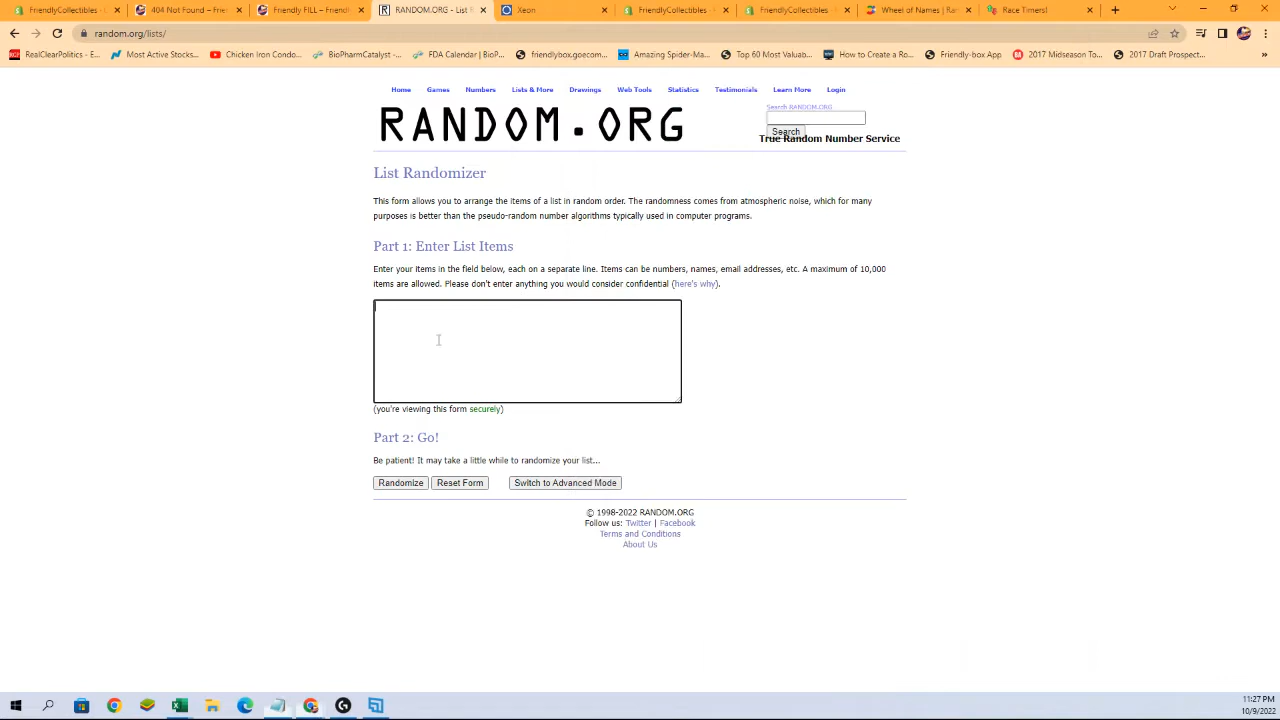 FriendlyCollectibles ·
404 Not Found – Frie
Friendly FILL – Friendl
RANDOM.ORG - List R
Xeon
FriendlyCollectibles -
FriendlyCollectibles -
Wheel of Names | Ra
Race Timers!
random.org/lists/
RealClearPolitics - E...
Most Active Stocks...
Chicken Iron Condo...
BioPharmCatalyst -...
FDA Calendar | BioP...
friendlybox.goecom...
Amazing Spider-Ma...
Top 60 Most Valuab...
How to Create a Ro...
Friendly-box App
2017 Midseason To...
2017 Draft Prospect...
Home Games Numbers Lists & More Drawings Web Tools Statistics Testimonials Learn More Login
RANDOM.ORG
Search RANDOM.ORG
Search
True Random Number Service
List Randomizer
This form allows you to arrange the items of a list in random order. The randomness comes from atmospheric noise, which for many
purposes is better than the pseudo-random number algorithms typically used in computer programs.
Part 1: Enter List Items
Enter your items in the field below, each on a separate line. Items can be numbers, names, email addresses, etc. A maximum of 10,000
items are allowed. Please don't enter anything you would consider confidential (here's why).
(you're viewing this form securely)
Part 2: Go!
Be patient! It may take a little while to randomize your list...
Randomize Reset Form Switch to Advanced Mode
© 1998-2022 RANDOM.ORG
Follow us: Twitter | Facebook
Terms and Conditions
About Us
11:27 PM
10/9/2022